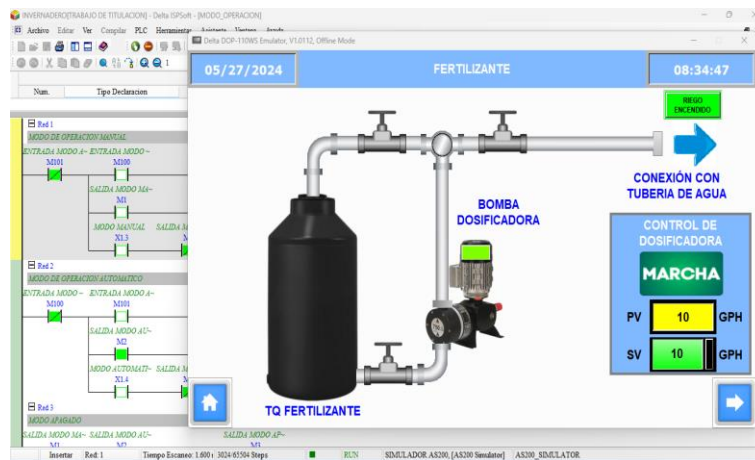 INVERNADERO[TRABAJO DE TITULACION] - Delta ISPSoft - [MODO_OPERACION]
Archivo Editar Ver Compilar PLC Herramientas
Delta DOP-110WS Emulator, V1.0112, Offline Mode
05/27/2024 FERTILIZANTE 08:34:47
Num. Tipo Declaracion
RIEGO
ENCENDIDO
CONEXIÓN CON
TUBERIA DE AGUA
BOMBA
DOSIFICADORA
CONTROL DE
DOSIFICADORA
MARCHA
PV 10 GPH
SV 10 GPH
TQ FERTILIZANTE
Red 1
MODO DE OPERACION MANUAL
ENTRADA MODO A~ ENTRADA MODO ~
M101 M100
SALIDA MODO MA~
M1
MODO MANUAL SALIDA M
X1.3 M
Red 2
MODO DE OPERACION AUTOMATICO
ENTRADA MODO ~ ENTRADA MODO A~
M100 M101
SALIDA MODO AU~
M2
MODO AUTOMATI~ SALIDA M
X1.4 M
Red 3
MODO APAGADO
SALIDA MODO MA~ SALIDA MODO AU~ SALIDA MODO AP~
M1 M2 M3
Insertar Red: 1 Tiempo Escaneo: 1.600 3024/65504 Steps RUN SIMULADOR AS200, [AS200 Simulator] AS200_SIMULATOR